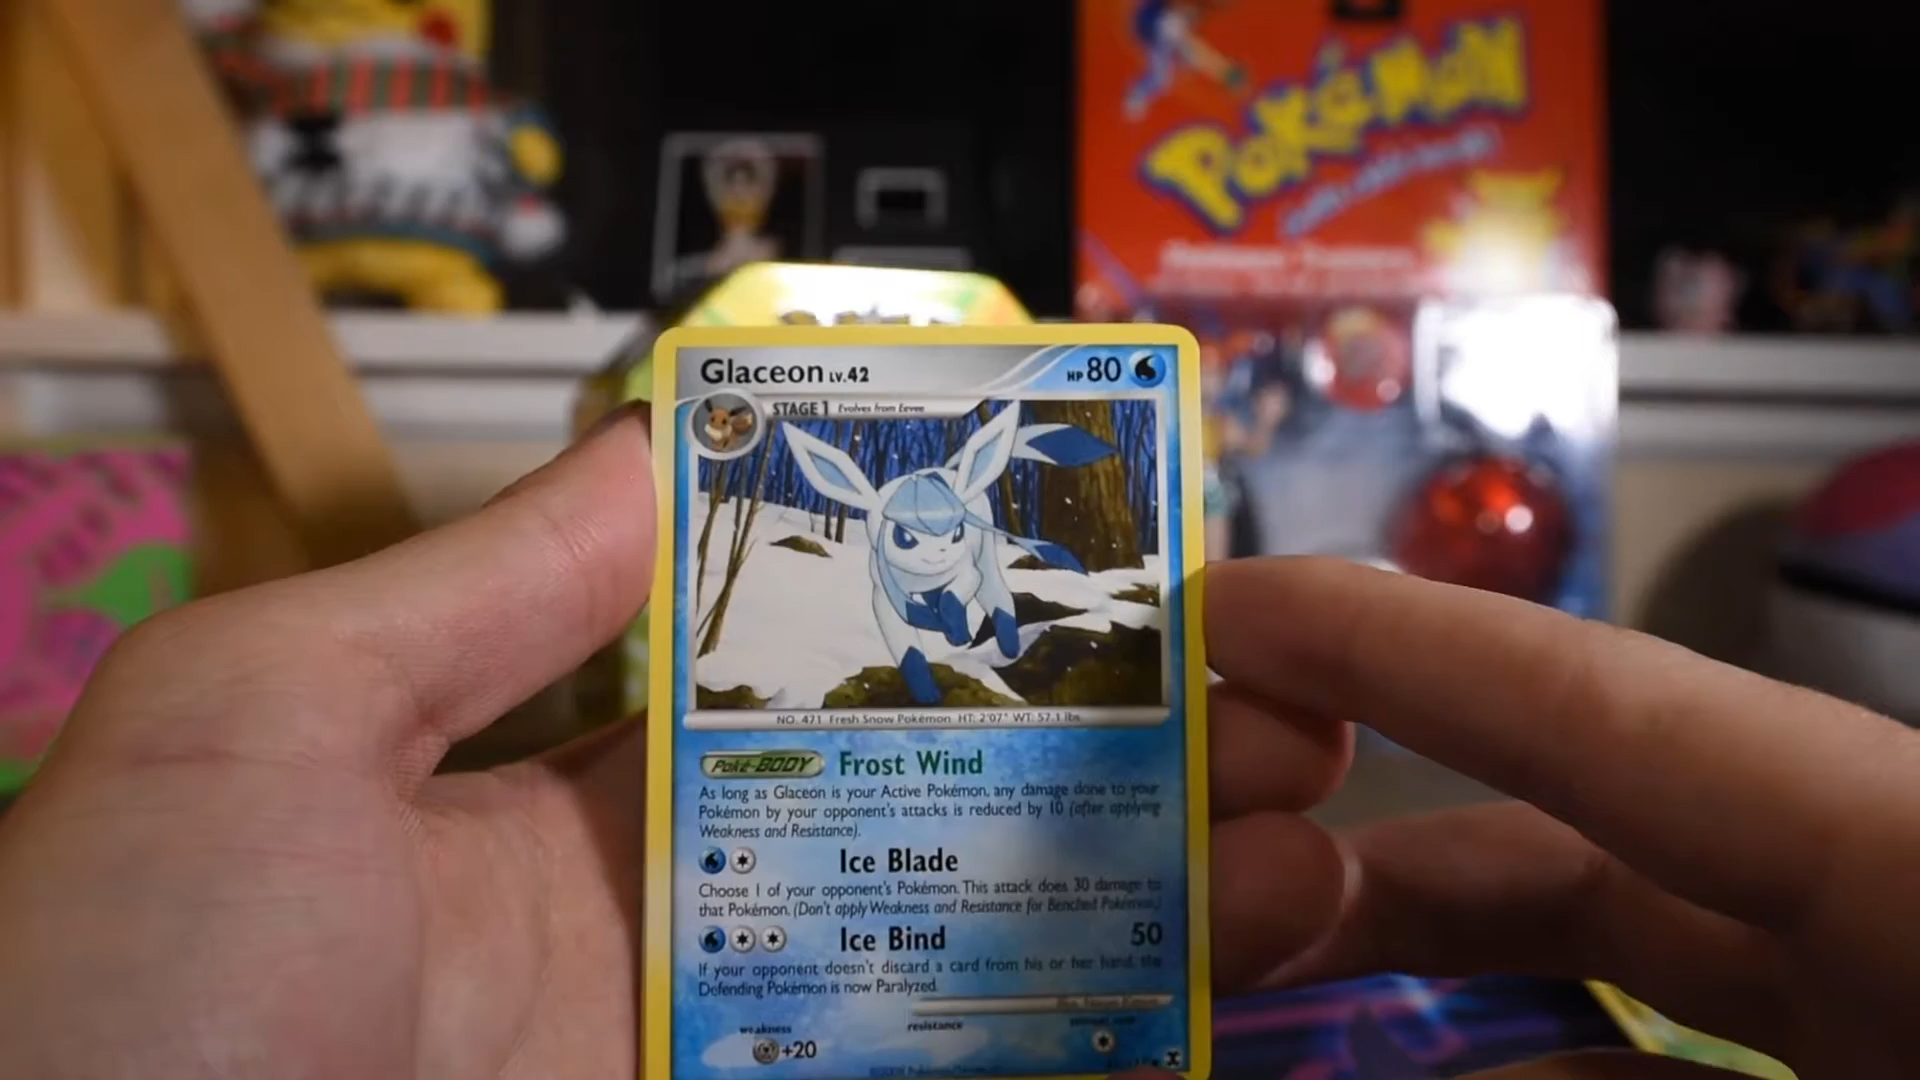 POKéMON
Glaceon LV.42
HP 80
STAGE 1 Evolves from Eevee
NO. 471 Fresh Snow Pokémon HT: 2'07" WT: 57.1 lbs.
Poké-BODY Frost Wind
As long as Glaceon is your Active Pokémon, any damage done to your
Pokémon by your opponent's attacks is reduced by 10 (after applying
Weakness and Resistance).
Ice Blade
Choose 1 of your opponent's Pokémon. This attack does 30 damage to
that Pokémon. (Don't apply Weakness and Resistance for Benched Pokémon.)
Ice Bind 50
If your opponent doesn't discard a card from his or her hand, the
Defending Pokémon is now Paralyzed.
weakness
resistance
+20